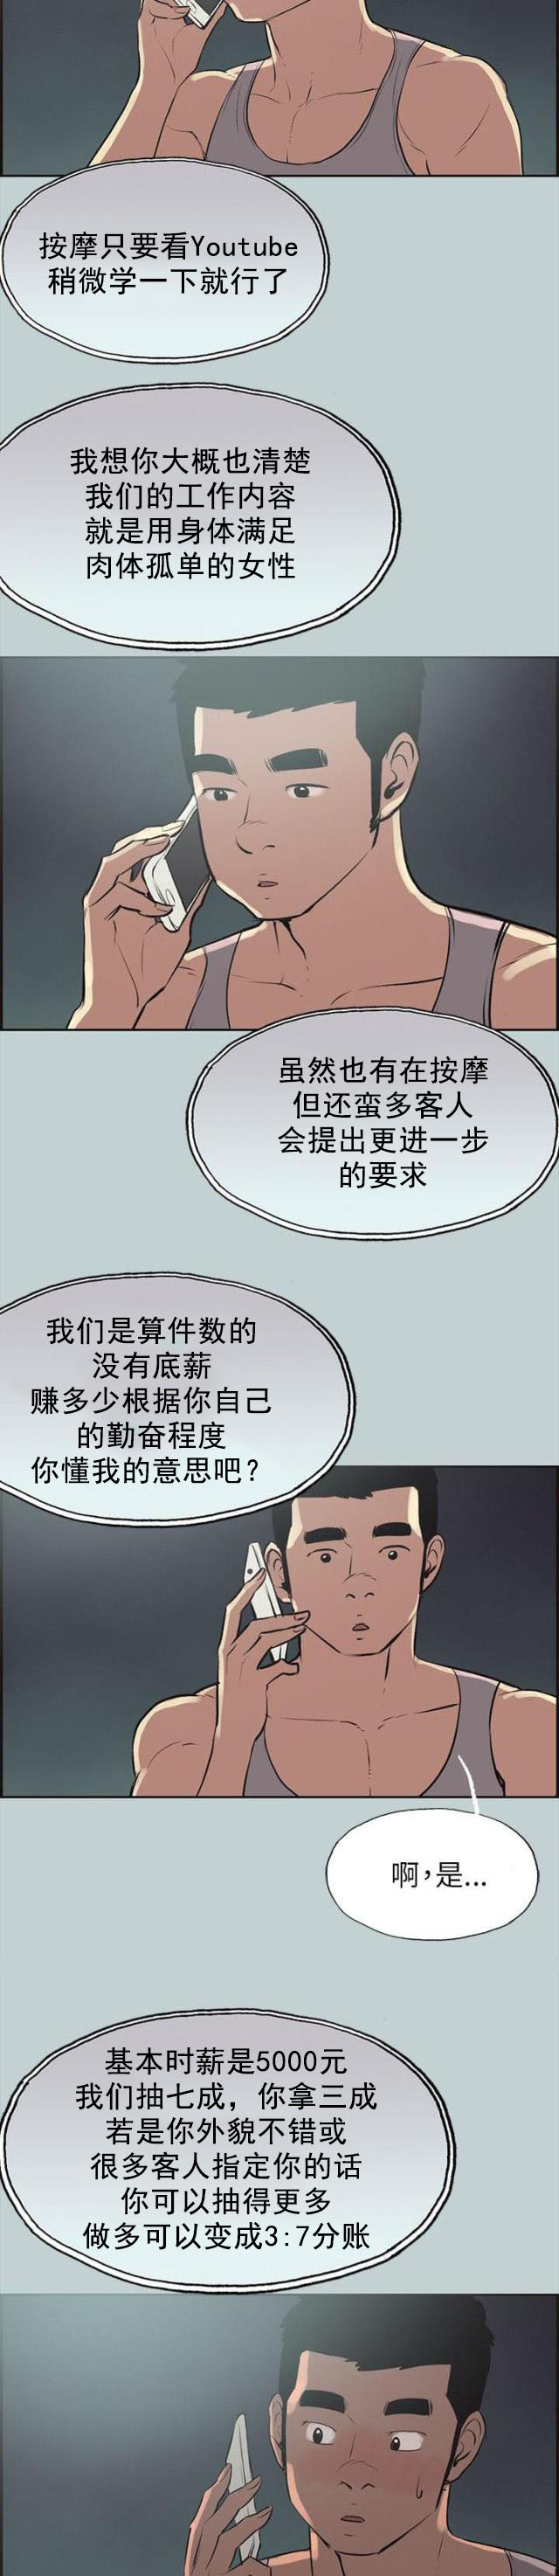 按摩只要看Youtube
稍微学一下就行了
我想你大概也清楚
我们的工作内容
就是用身体满足
肉体孤单的女性
虽然也有在按摩
但还蛮多客人
会提出更进一步
的要求
我们是算件数的
没有底薪
赚多少根据你自己
的勤奋程度
你懂我的意思吧？
啊，是…
基本时薪是5000元
我们抽七成，你拿三成
若是你外貌不错或
很多客人指定你的话
你可以抽得更多
做多可以变成3:7分账